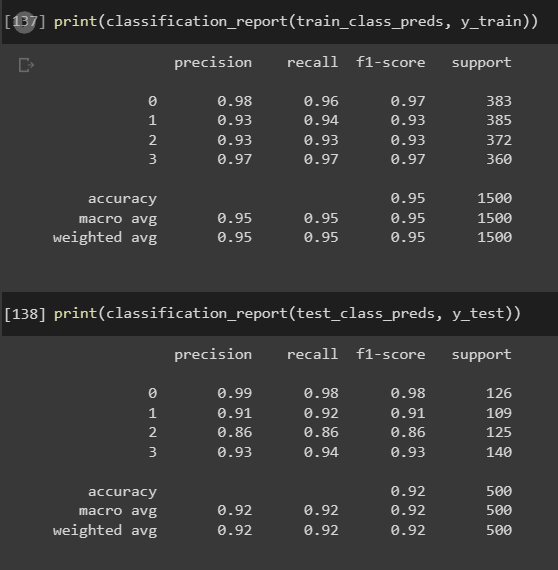 [137] print(classification_report(train_class_preds, y_train))
precision recall f1-score support
0 0.98 0.96 0.97 383
1 0.93 0.94 0.93 385
2 0.93 0.93 0.93 372
3 0.97 0.97 0.97 360
accuracy 0.95 1500
macro avg 0.95 0.95 0.95 1500
weighted avg 0.95 0.95 0.95 1500
[138] print(classification_report(test_class_preds, y_test))
precision recall f1-score support
0 0.99 0.98 0.98 126
1 0.91 0.92 0.91 109
2 0.86 0.86 0.86 125
3 0.93 0.94 0.93 140
accuracy 0.92 500
macro avg 0.92 0.92 0.92 500
weighted avg 0.92 0.92 0.92 500